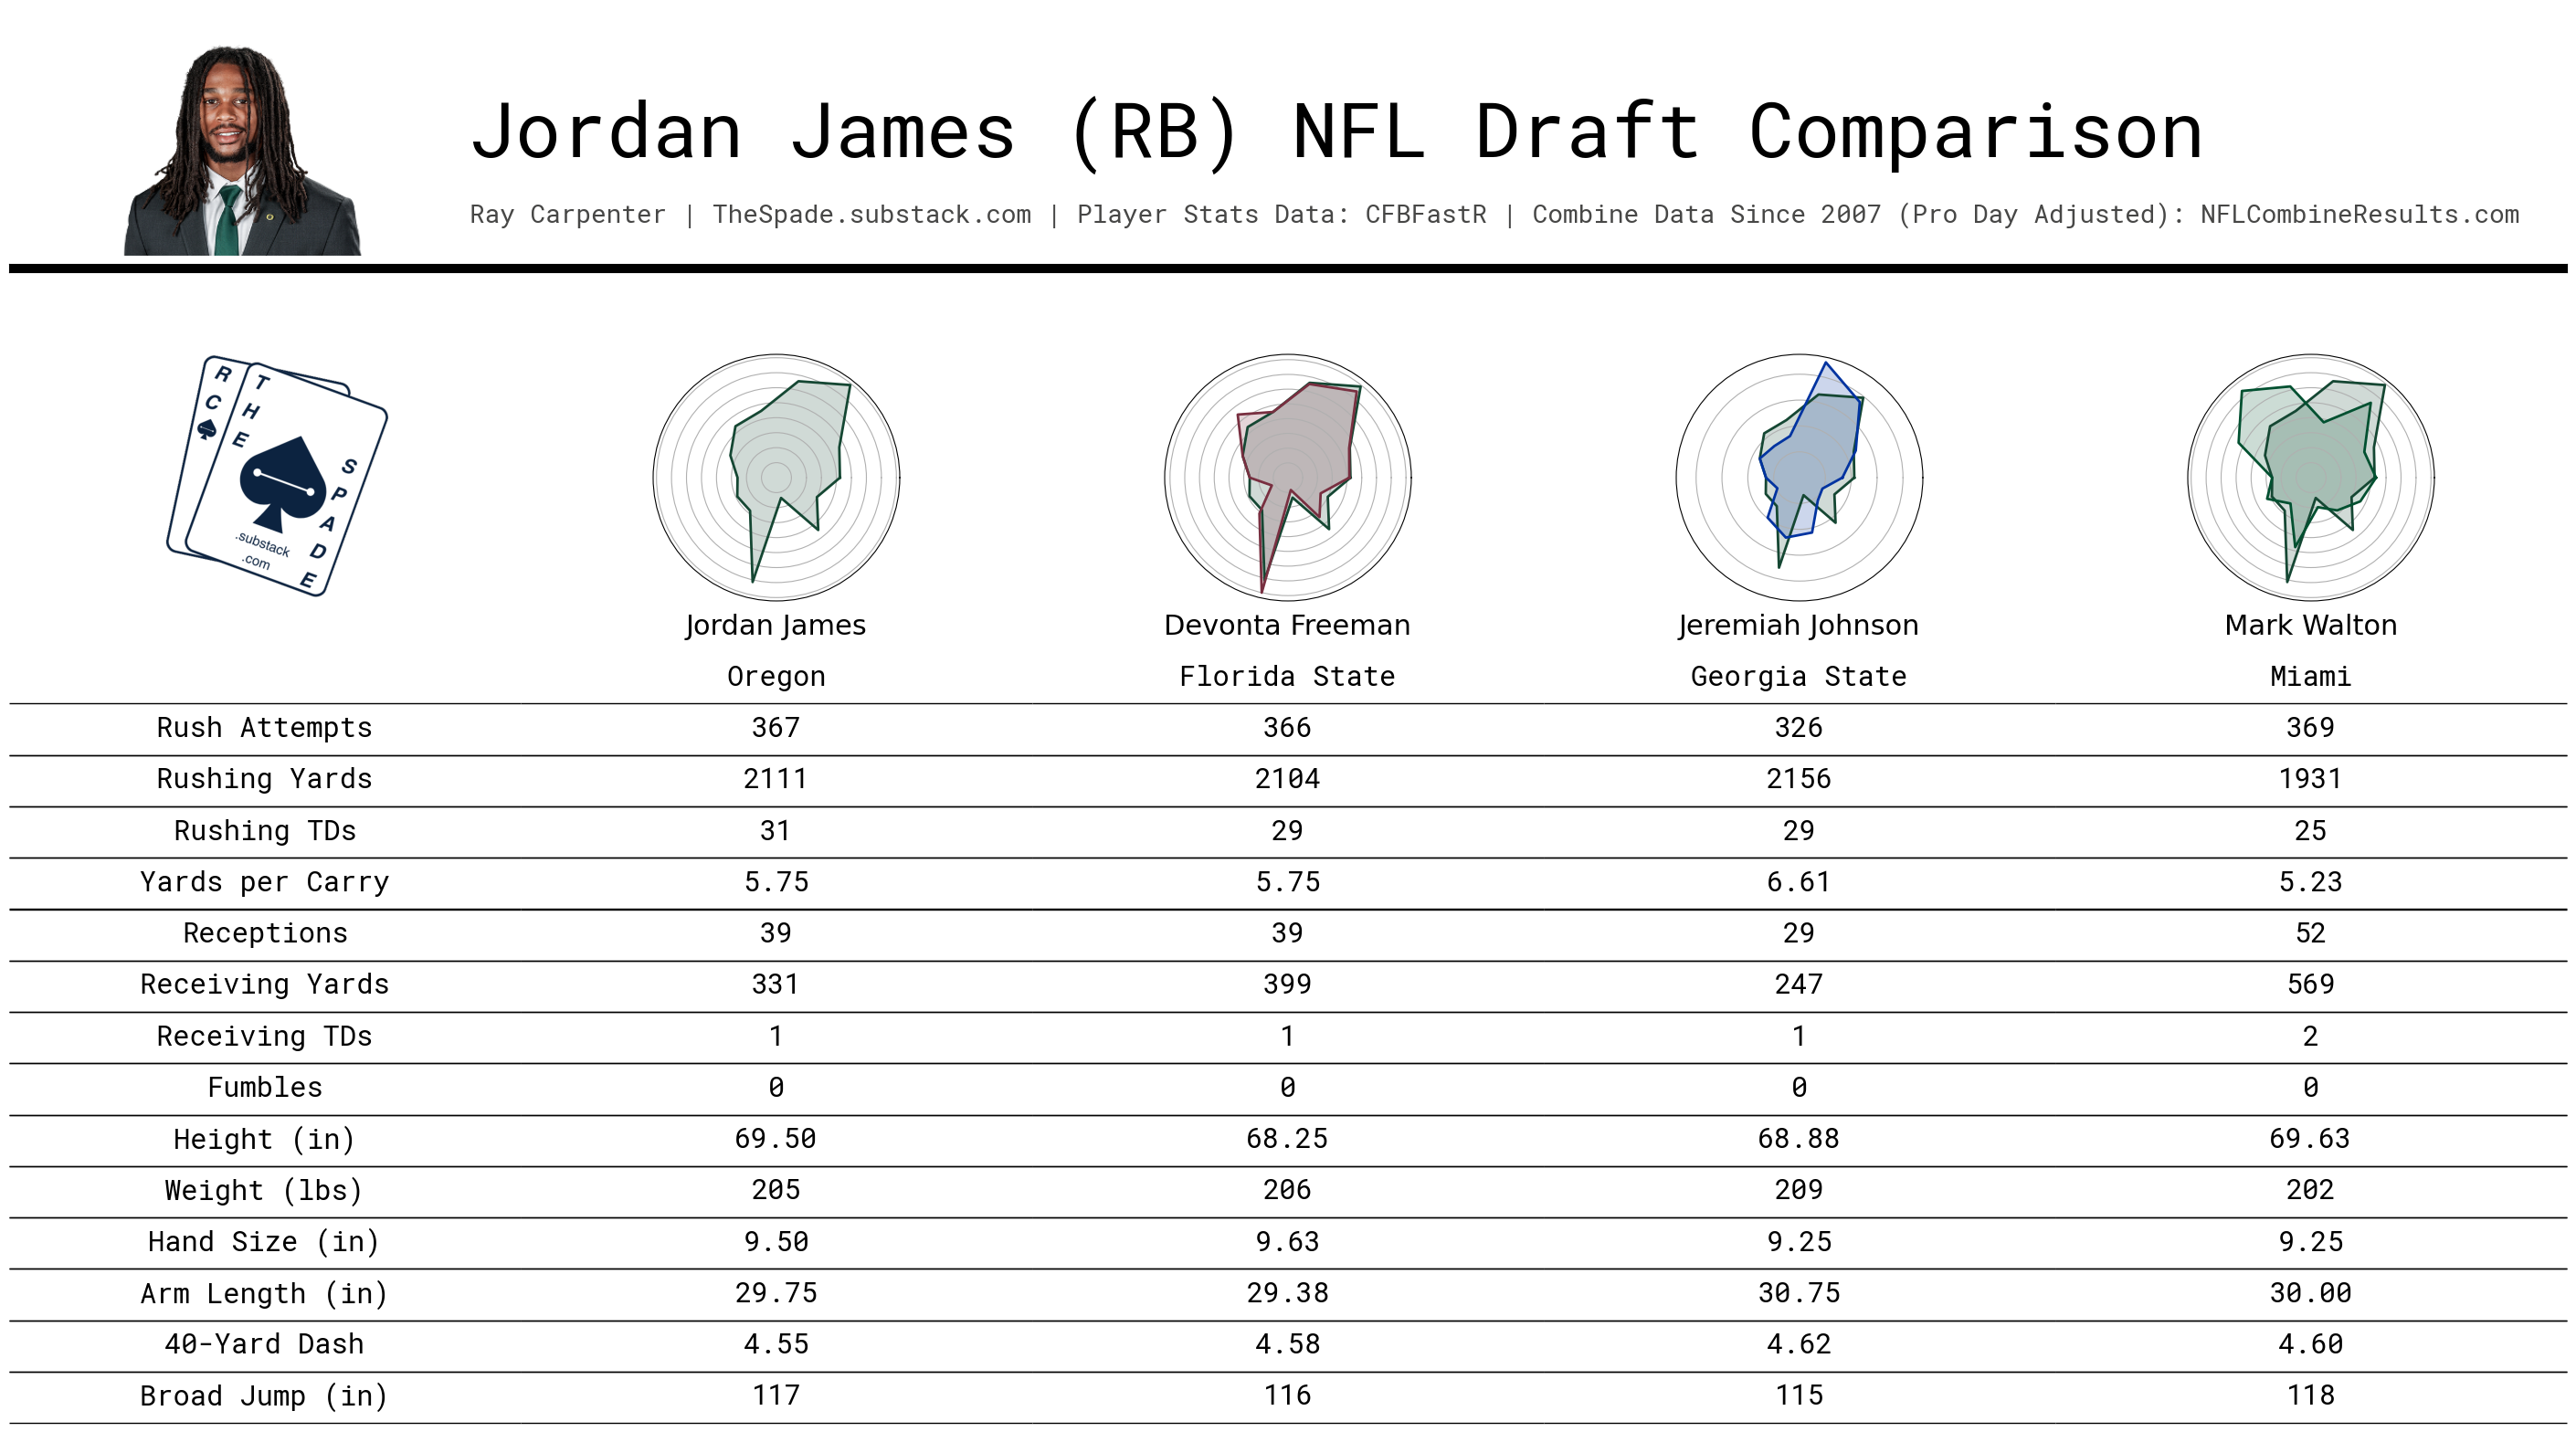 Jordan James (RB) NFL Draft Comparison
Ray Carpenter | TheSpade.substack.com | Player Stats Data: CFBFastR | Combine Data Since 2007 (Pro Day Adjusted): NFLCombineResults.com
RC
THE
SPADE
.substack
.com
Jordan James Devonta Freeman Jeremiah Johnson Mark Walton
Oregon Florida State Georgia State Miami
Rush Attempts 367 366 326 369
Rushing Yards 2111 2104 2156 1931
Rushing TDs 31 29 29 25
Yards per Carry 5.75 5.75 6.61 5.23
Receptions 39 39 29 52
Receiving Yards 331 399 247 569
Receiving TDs 1 1 1 2
Fumbles 0 0 0 0
Height (in) 69.50 68.25 68.88 69.63
Weight (lbs) 205 206 209 202
Hand Size (in) 9.50 9.63 9.25 9.25
Arm Length (in) 29.75 29.38 30.75 30.00
40-Yard Dash 4.55 4.58 4.62 4.60
Broad Jump (in) 117 116 115 118